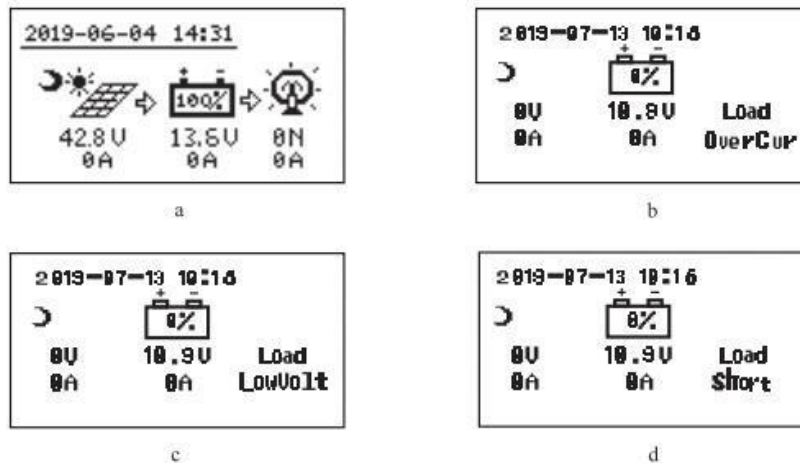 2019-06-04 14:31
100%
42.8V 13.6V 0N
0A 0A 0A
a
2019-07-13 10:16
+ -
0%
0V 10.9V Load
0A 0A OverCur
b
2019-07-13 10:16
+ -
0%
0V 10.9V Load
0A 0A LowVolt
c
2019-07-13 10:16
+ -
0%
0V 10.9V Load
0A 0A Short
d